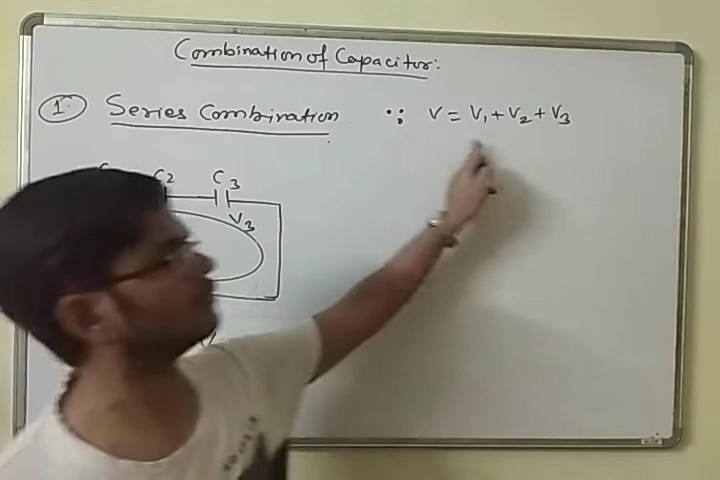 Combination of Capacitor:
1. Series Combination
∵ V = V1 + V2 + V3
C2 C3
V3
V